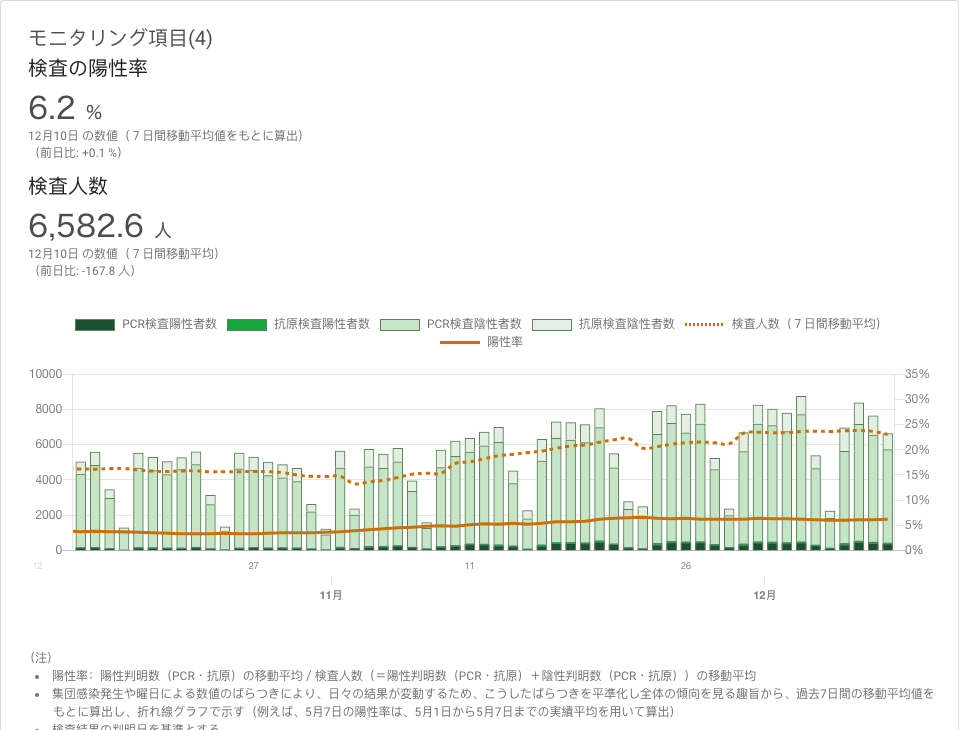 モニタリング項目(4)
検査の陽性率
6.2 %
12月10日 の数値（７日間移動平均値をもとに算出）
（前日比: +0.1 %）
検査人数
6,582.6 人
12月10日 の数値（７日間移動平均）
（前日比: -167.8 人）
PCR検査陽性者数 抗原検査陽性者数 PCR検査陰性者数 抗原検査陰性者数 検査人数（７日間移動平均）
陽性率
10000 35%
30%
8000
25%
6000
20%
4000
15%
10%
2000
5%
0 0%
12 27 11 26
11月 12月
（注）
• 陽性率：陽性判明数（PCR・抗原）の移動平均 / 検査人数（＝陽性判明数（PCR・抗原）＋陰性判明数（PCR・抗原））の移動平均
• 集団感染発生や曜日による数値のばらつきにより、日々の結果が変動するため、こうしたばらつきを平準化し全体の傾向を見る趣旨から、過去7日間の移動平均値を
もとに算出し、折れ線グラフで示す（例えば、5月7日の陽性率は、5月1日から5月7日までの実績平均を用いて算出）
• 検査結果の判明日を基準とする